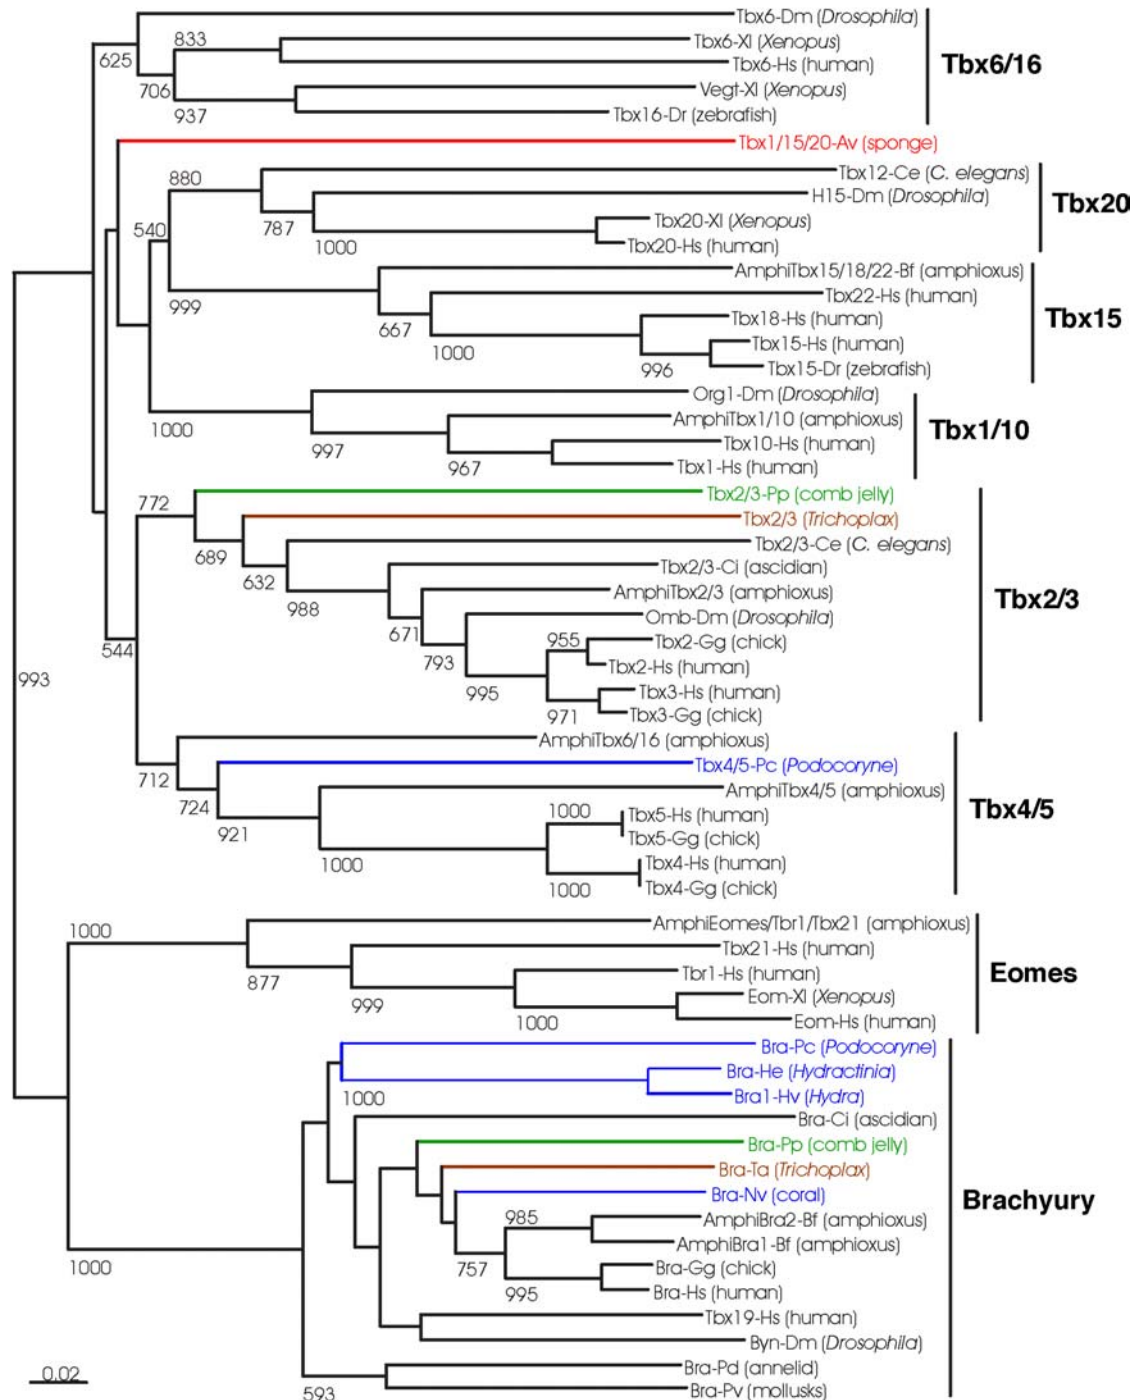 Tbx6-Dm (Drosophila)
833
Tbx6-Xl (Xenopus)
625
Tbx6-Hs (human)
Tbx6/16
706
Vegt-Xl (Xenopus)
937
Tbx16-Dr (zebrafish)
Tbx1/15/20-Av (sponge)
880
Tbx12-Ce (C. elegans)
H15-Dm (Drosophila)
Tbx20
540
787
Tbx20-Xl (Xenopus)
1000
Tbx20-Hs (human)
AmphiTbx15/18/22-Bf (amphioxus)
999
Tbx22-Hs (human)
667
Tbx18-Hs (human)
Tbx15
1000
Tbx15-Hs (human)
996
Tbx15-Dr (zebrafish)
Org1-Dm (Drosophila)
1000
AmphiTbx1/10 (amphioxus)
Tbx1/10
997
Tbx10-Hs (human)
967
Tbx1-Hs (human)
772
Tbx2/3-Pp (comb jelly)
Tbx2/3 (Trichoplax)
689
Tbx2/3-Ce (C. elegans)
632
Tbx2/3-Ci (ascidian)
988
AmphiTbx2/3 (amphioxus)
Tbx2/3
Omb-Dm (Drosophila)
671
955
Tbx2-Gg (chick)
544
793
Tbx2-Hs (human)
993
995
Tbx3-Hs (human)
971
Tbx3-Gg (chick)
AmphiTbx6/16 (amphioxus)
712
Tbx4/5-Pc (Podocoryne)
724
AmphiTbx4/5 (amphioxus)
Tbx4/5
1000
Tbx5-Hs (human)
921
Tbx5-Gg (chick)
1000
Tbx4-Hs (human)
1000
Tbx4-Gg (chick)
1000
AmphiEomes/Tbr1/Tbx21 (amphioxus)
Tbx21-Hs (human)
877
Tbr1-Hs (human)
Eomes
999
Eom-Xl (Xenopus)
1000
Eom-Hs (human)
Bra-Pc (Podocoryne)
Bra-He (Hydractinia)
1000
Bra1-Hv (Hydra)
Bra-Ci (ascidian)
Bra-Pp (comb jelly)
Bra-Ta (Trichoplax)
Bra-Nv (coral)
Brachyury
985
AmphiBra2-Bf (amphioxus)
AmphiBra1-Bf (amphioxus)
1000
757
Bra-Gg (chick)
995
Bra-Hs (human)
Tbx19-Hs (human)
Byn-Dm (Drosophila)
0.02
Bra-Pd (annelid)
593
Bra-Pv (mollusks)